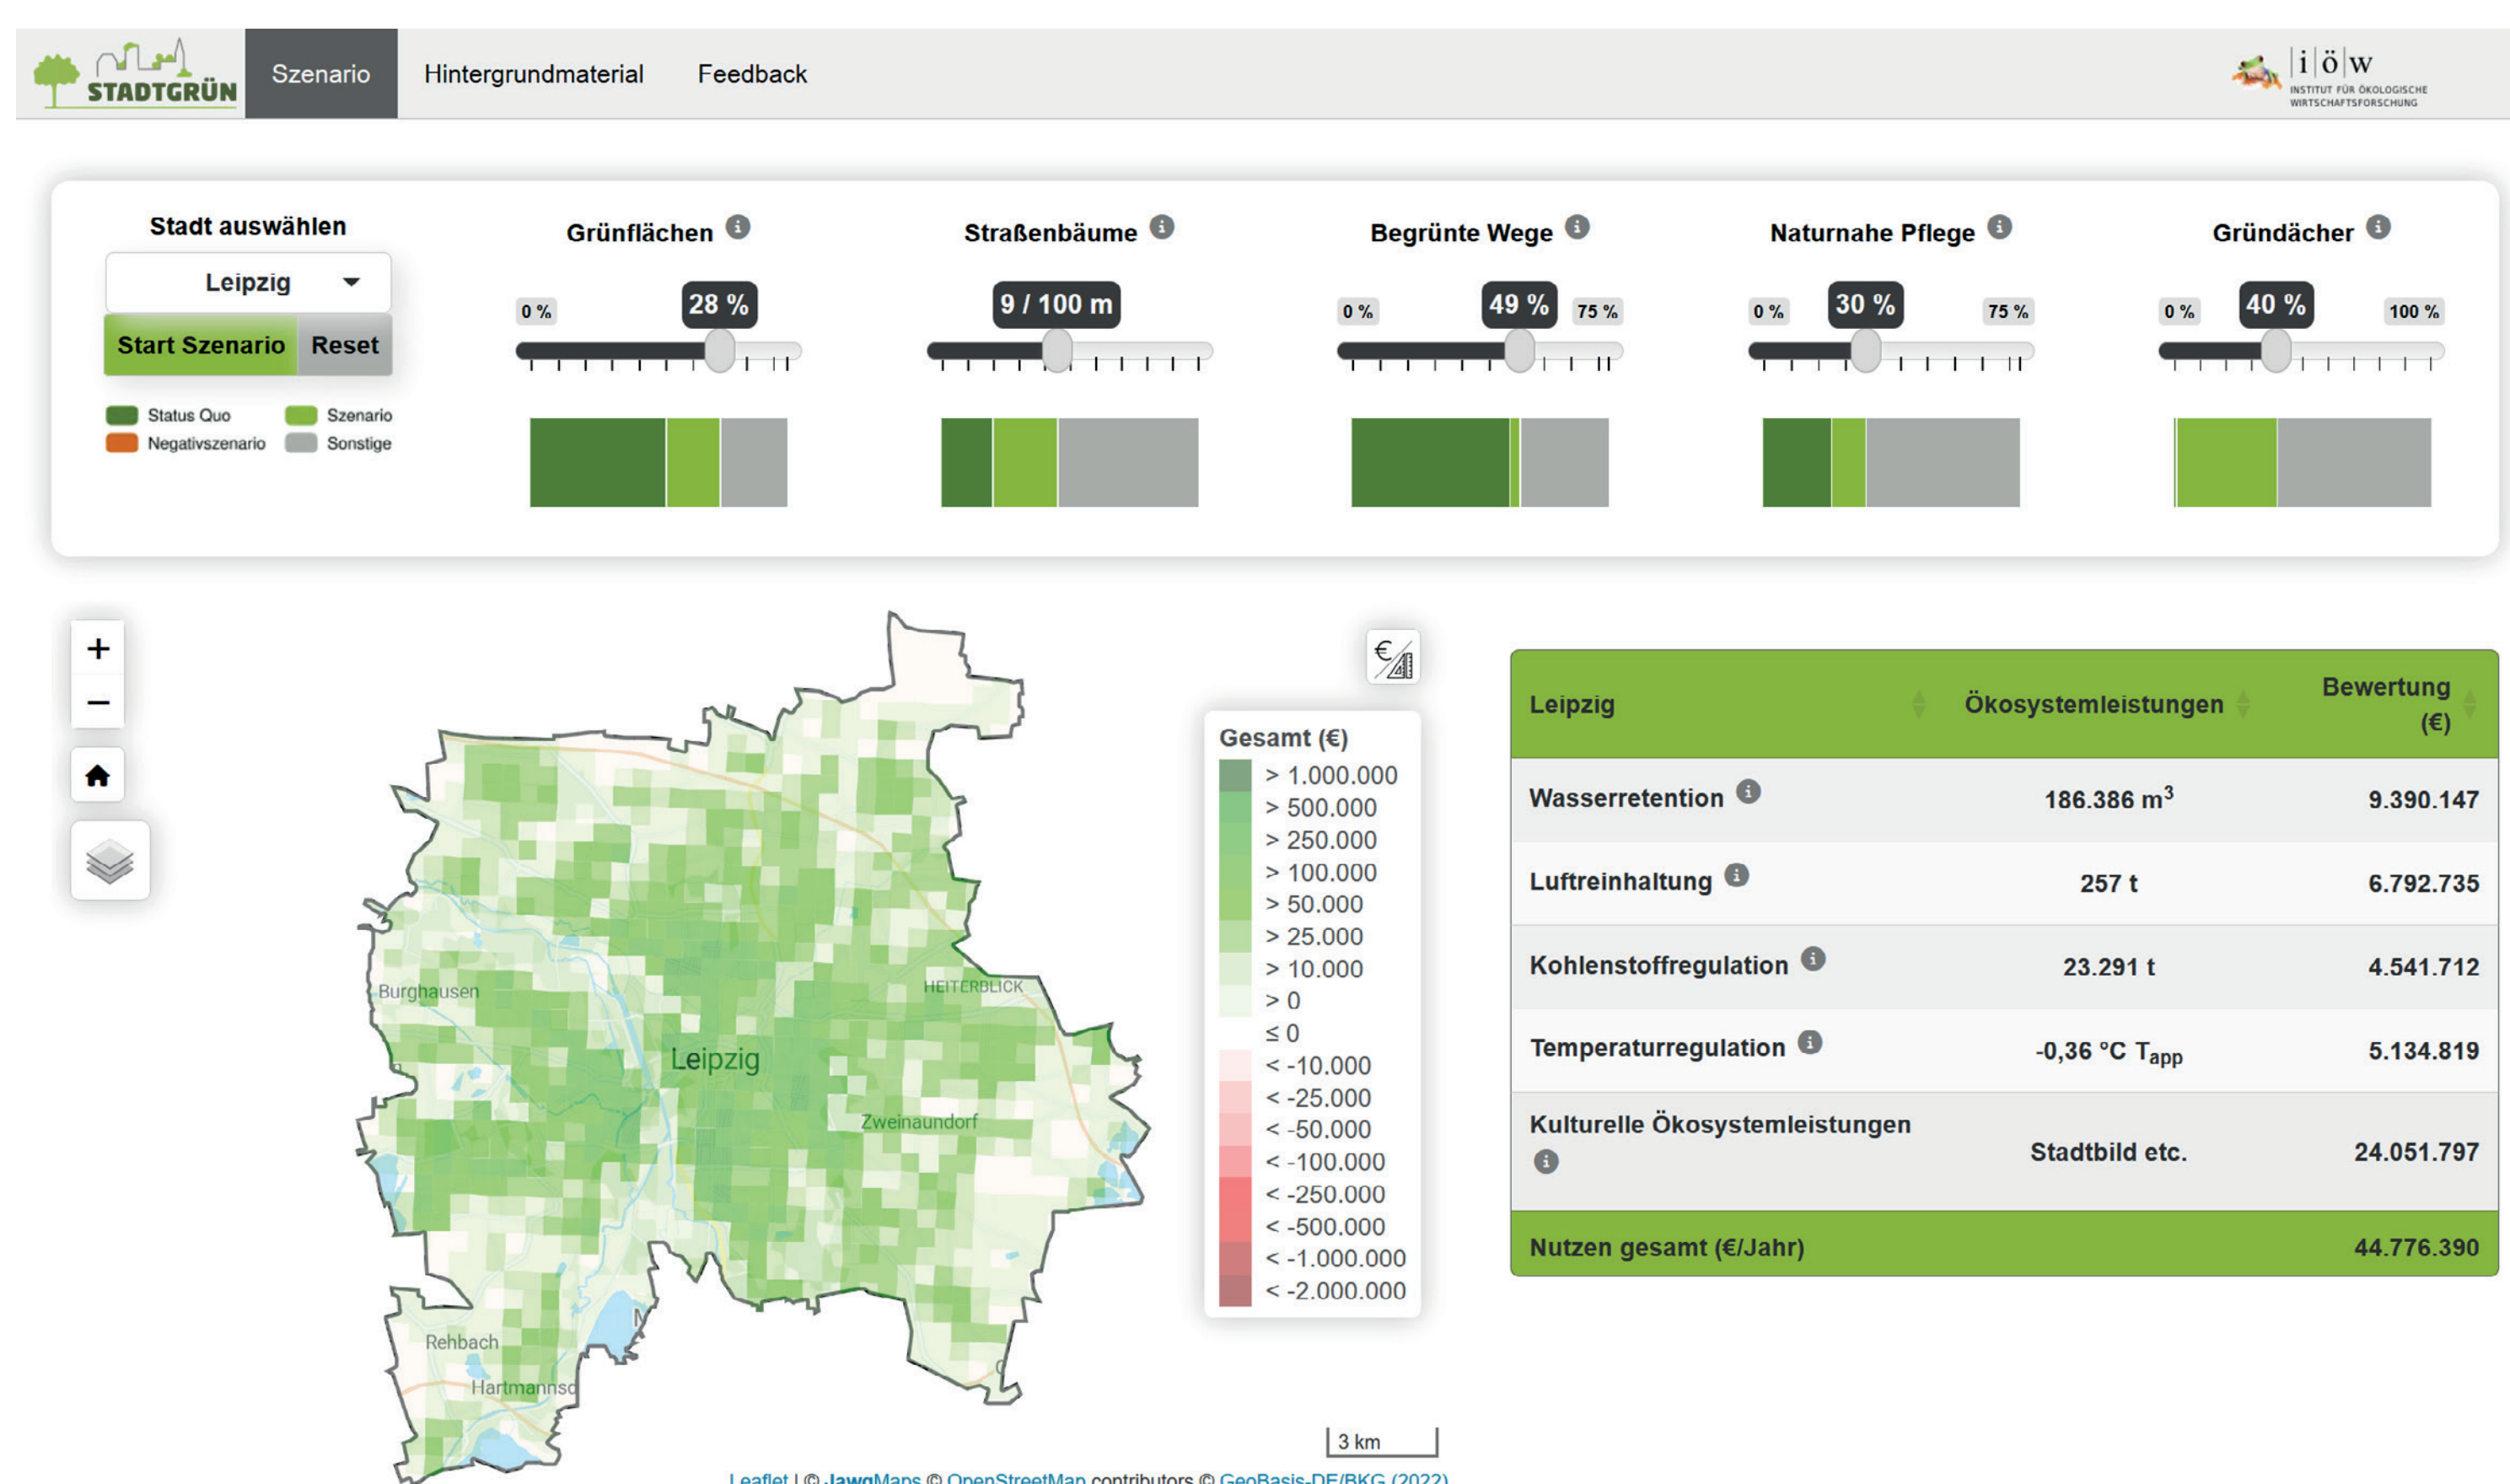 STADTGRÜN
Szenario
Hintergrundmaterial
Feedback
i ö w
INSTITUT FÜR ÖKOLOGISCHE
WIRTSCHAFTSFORSCHUNG
Stadt auswählen
Leipzig
Start Szenario
Reset
Status Quo
Szenario
Negativszenario
Sonstige
Grünflächen
0 %
28 %
Straßenbäume
9 / 100 m
Begrünte Wege
0 %
49 %
75 %
Naturnahe Pflege
0 %
30 %
75 %
Gründächer
0 %
40 %
100 %
+
−
Burghausen
HEITERBLICK
Leipzig
Zweinaundorf
Rehbach
Hartmannsd
€
Gesamt (€)
> 1.000.000
> 500.000
> 250.000
> 100.000
> 50.000
> 25.000
> 10.000
> 0
≤ 0
< -10.000
< -25.000
< -50.000
< -100.000
< -250.000
< -500.000
< -1.000.000
< -2.000.000
3 km
Leaflet | © JawgMaps © OpenStreetMap contributors © GeoBasis-DE/BKG (2022)
Leipzig Ökosystemleistungen Bewertung
(€)
Wasserretention 186.386 m³ 9.390.147
Luftreinhaltung 257 t 6.792.735
Kohlenstoffregulation 23.291 t 4.541.712
Temperaturregulation -0,36 °C Tapp 5.134.819
Kulturelle Ökosystemleistungen Stadtbild etc. 24.051.797
Nutzen gesamt (€/Jahr) 44.776.390